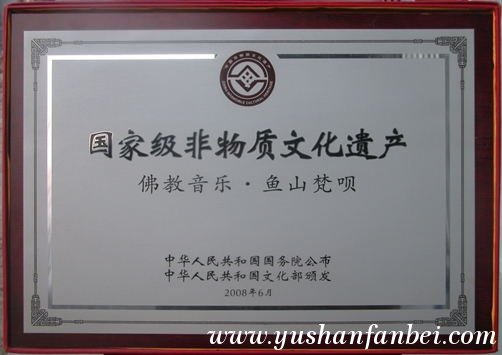 国家级非物质文化遗产
佛教音乐·鱼山梵呗
中华人民共和国国务院公布
中华人民共和国文化部颁发
2008年6月
www.yushanfanbei.com